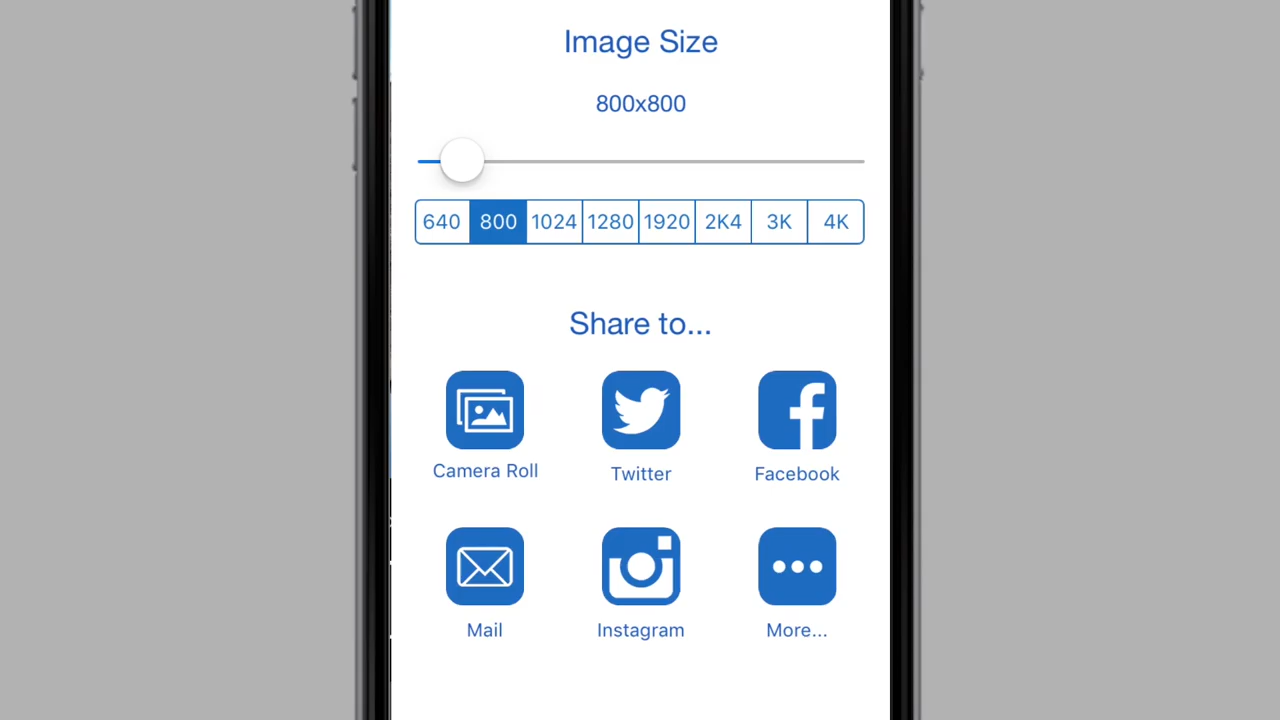 Image Size
800x800
640 800 1024 1280 1920 2K4 3K 4K
Share to...
Camera Roll Twitter Facebook
Mail Instagram More...